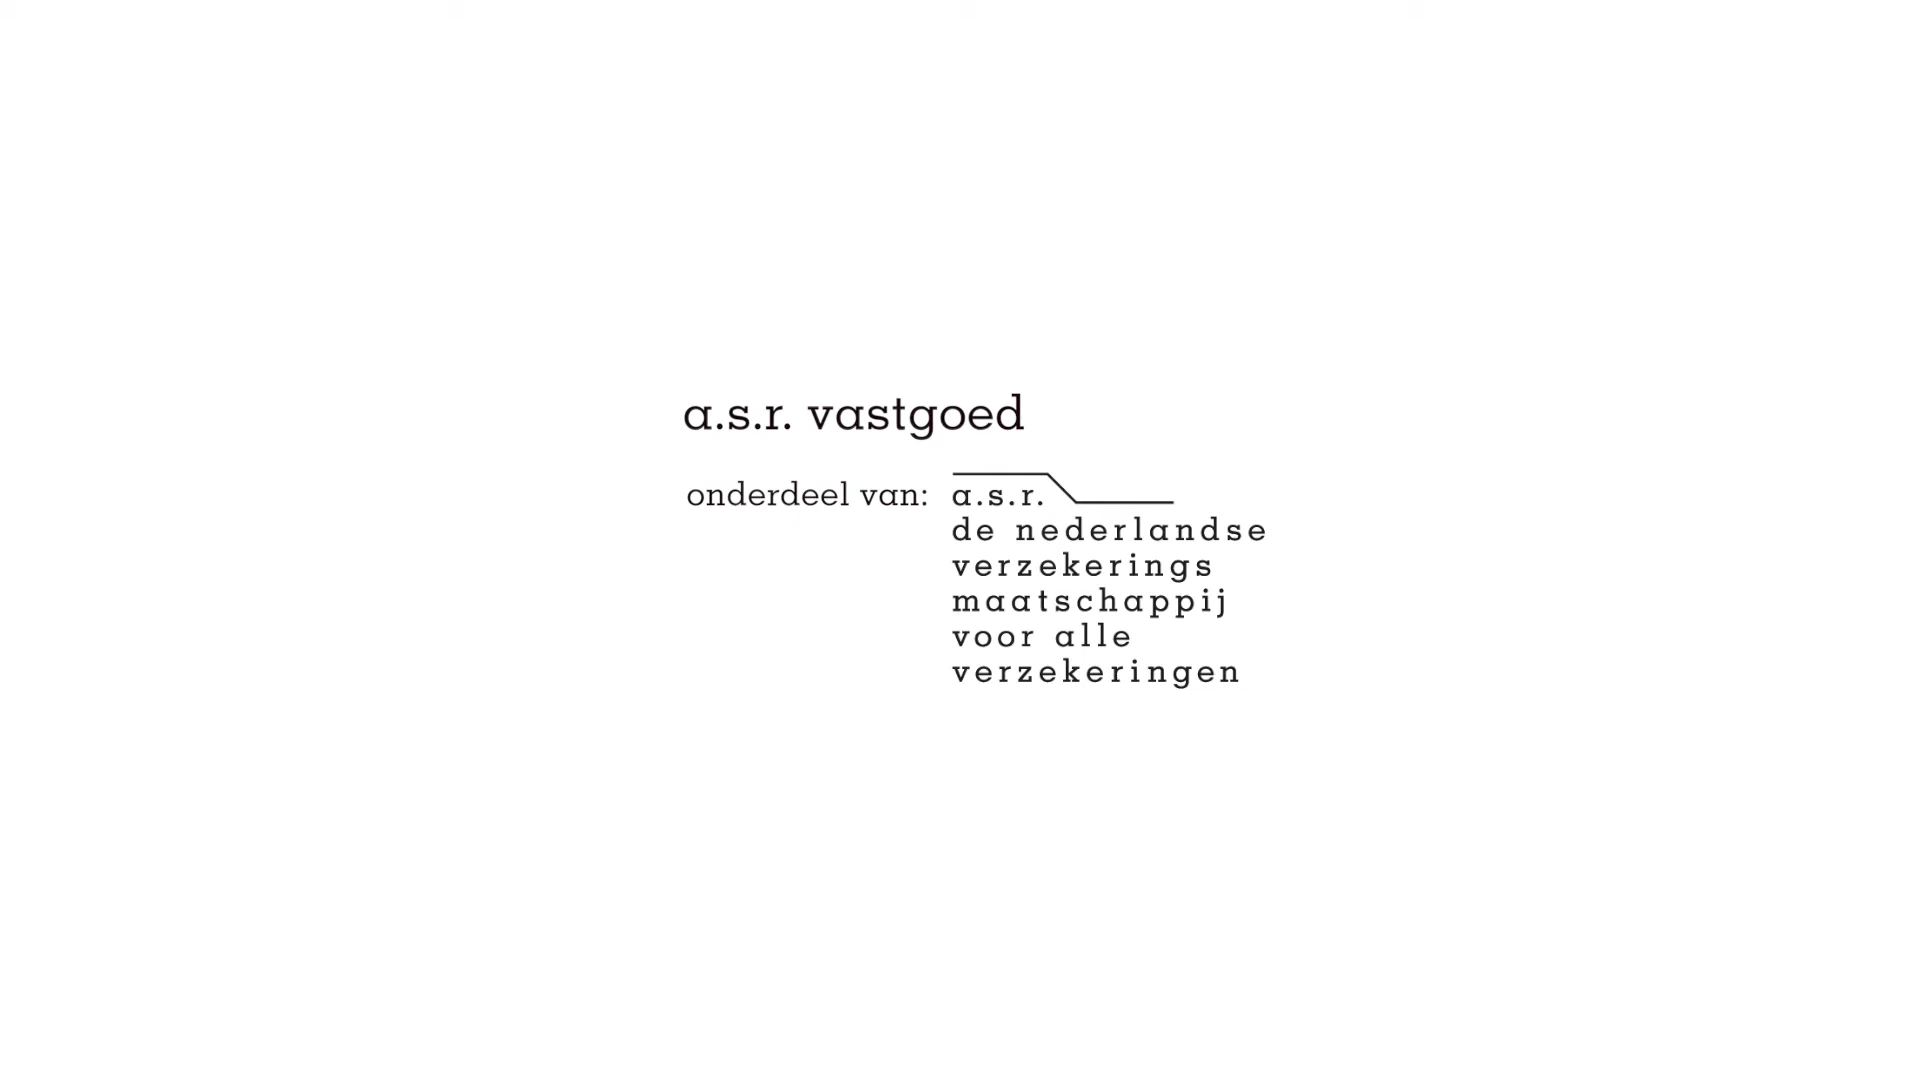 a.s.r. vastgoed
onderdeel van: a.s.r.
de nederlandse
verzekerings
maatschappij
voor alle
verzekeringen